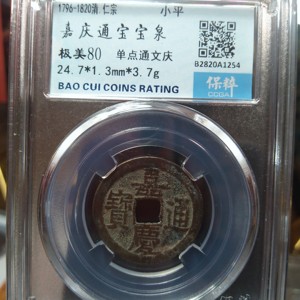 1796-1820清 仁宗 小平
嘉庆通宝宝泉
极美80 单点通文庆
24.7*1.3mm*3.7g
B2820A1254
保粹
CCGA
BAO CUI COINS RATING
嘉慶通寳